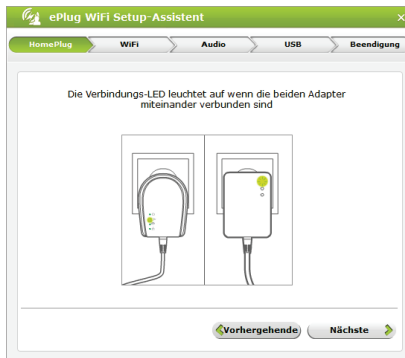 ePlug WiFi Setup-Assistent
HomePlug
WiFi
Audio
USB
Beendigung
Die Verbindungs-LED leuchtet auf wenn die beiden Adapter
miteinander verbunden sind
Vorhergehende
Nächste